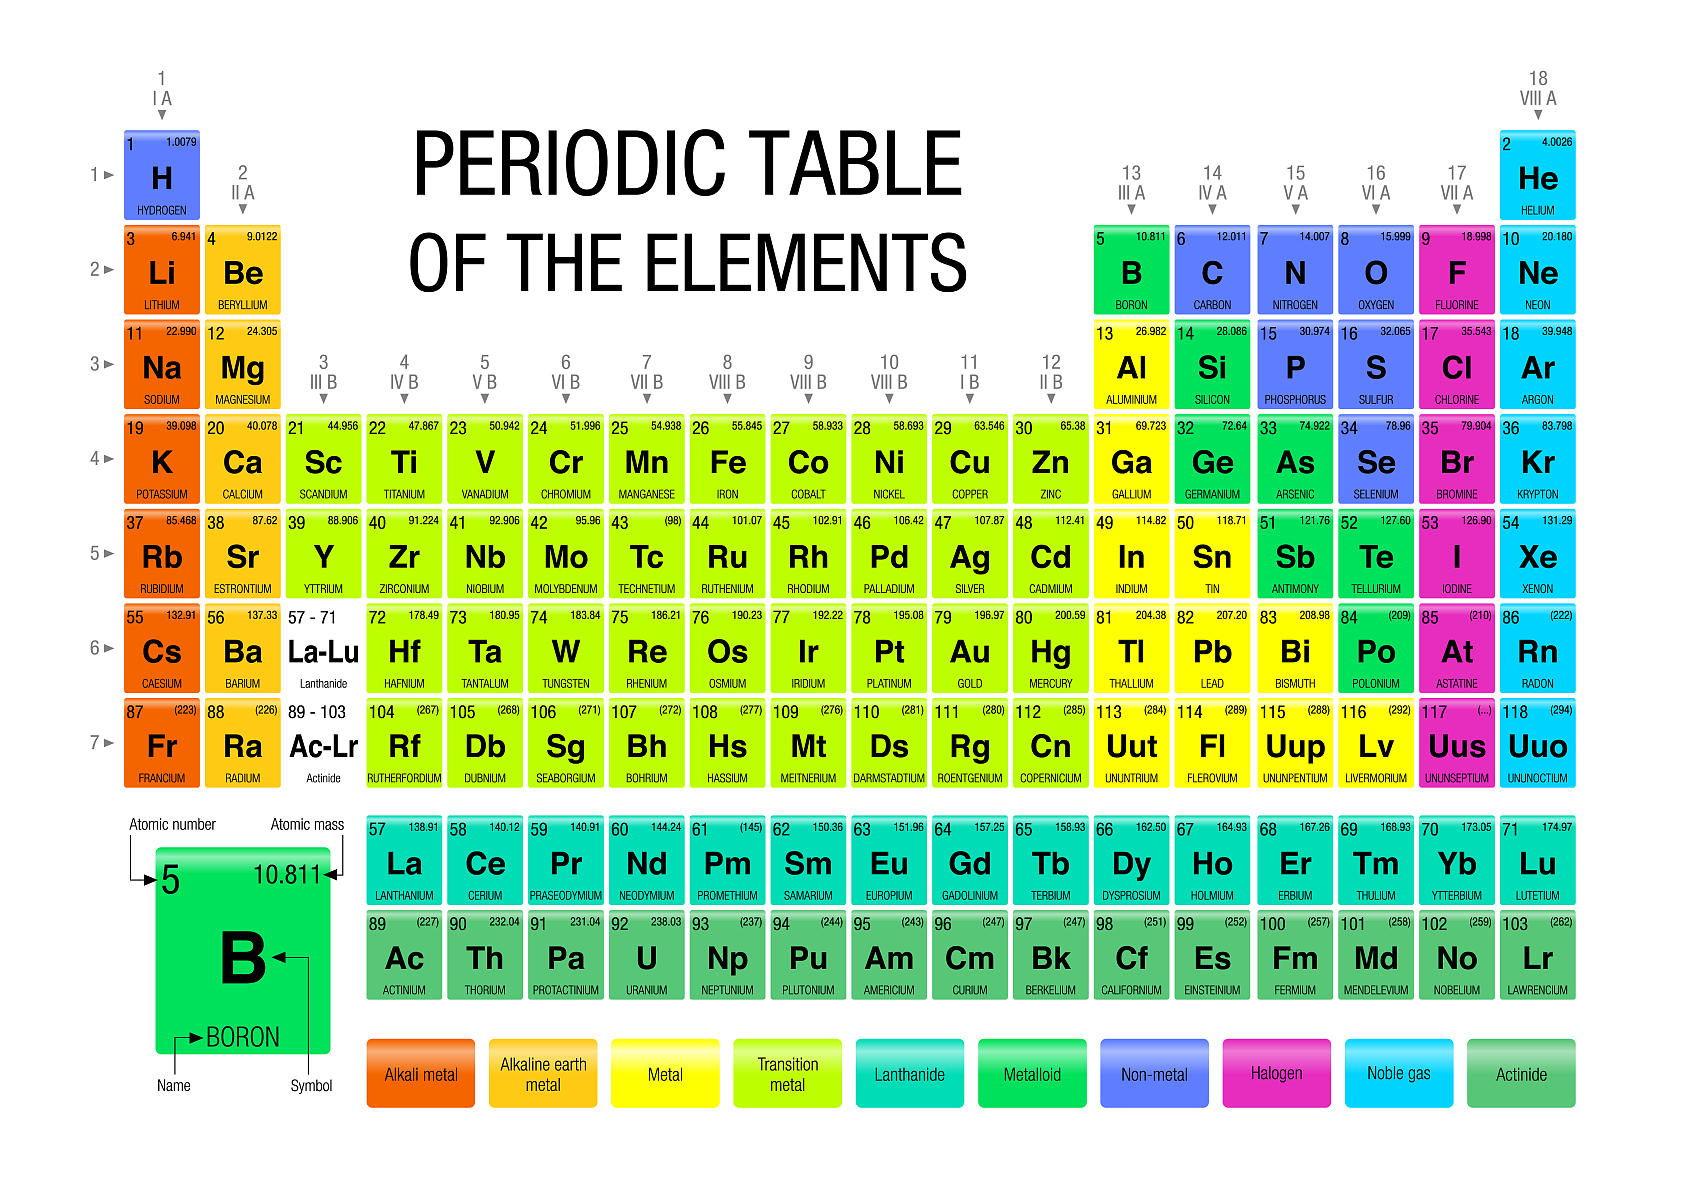 PERIODIC TABLE
OF THE ELEMENTS
1
I A
18
VIII A
1
1 1.0079
H
HYDROGEN
2
II A
13
III A
14
IV A
15
V A
16
VI A
17
VII A
2 4.0026
He
HELIUM
2
3 6.941
Li
LITHIUM
4 9.0122
Be
BERYLLIUM
5 10.811
B
BORON
6 12.011
C
CARBON
7 14.007
N
NITROGEN
8 15.999
O
OXYGEN
9 18.998
F
FLUORINE
10 20.180
Ne
NEON
3
11 22.990
Na
SODIUM
12 24.305
Mg
MAGNESIUM
3
III B
4
IV B
5
V B
6
VI B
7
VII B
8
VIII B
9
VIII B
10
VIII B
11
I B
12
II B
13 26.982
Al
ALUMINIUM
14 28.086
Si
SILICON
15 30.974
P
PHOSPHORUS
16 32.065
S
SULFUR
17 35.543
Cl
CHLORINE
18 39.948
Ar
ARGON
4
19 39.098
K
POTASSIUM
20 40.078
Ca
CALCIUM
21 44.956
Sc
SCANDIUM
22 47.867
Ti
TITANIUM
23 50.942
V
VANADIUM
24 51.996
Cr
CHROMIUM
25 54.938
Mn
MANGANESE
26 55.845
Fe
IRON
27 58.933
Co
COBALT
28 58.693
Ni
NICKEL
29 63.546
Cu
COPPER
30 65.38
Zn
ZINC
31 69.723
Ga
GALLIUM
32 72.64
Ge
GERMANIUM
33 74.922
As
ARSENIC
34 78.96
Se
SELENIUM
35 79.904
Br
BROMINE
36 83.798
Kr
KRYPTON
5
37 85.468
Rb
RUBIDIUM
38 87.62
Sr
ESTRONTIUM
39 88.906
Y
YTTRIUM
40 91.224
Zr
ZIRCONIUM
41 92.906
Nb
NIOBIUM
42 95.96
Mo
MOLYBDENUM
43 (98)
Tc
TECHNETIUM
44 101.07
Ru
RUTHENIUM
45 102.91
Rh
RHODIUM
46 106.42
Pd
PALLADIUM
47 107.87
Ag
SILVER
48 112.41
Cd
CADMIUM
49 114.82
In
INDIUM
50 118.71
Sn
TIN
51 121.76
Sb
ANTIMONY
52 127.60
Te
TELLURIUM
53 126.90
I
IODINE
54 131.29
Xe
XENON
6
55 132.91
Cs
CAESIUM
56 137.33
Ba
BARIUM
57 - 71
La-Lu
Lanthanide
72 178.49
Hf
HAFNIUM
73 180.95
Ta
TANTALUM
74 183.84
W
TUNGSTEN
75 186.21
Re
RHENIUM
76 190.23
Os
OSMIUM
77 192.22
Ir
IRIDIUM
78 195.08
Pt
PLATINUM
79 196.97
Au
GOLD
80 200.59
Hg
MERCURY
81 204.38
Tl
THALLIUM
82 207.20
Pb
LEAD
83 208.98
Bi
BISMUTH
84 (209)
Po
POLONIUM
85 (210)
At
ASTATINE
86 (222)
Rn
RADON
7
87 (223)
Fr
FRANCIUM
88 (226)
Ra
RADIUM
89 - 103
Ac-Lr
Actinide
104 (267)
Rf
RUTHERFORDIUM
105 (268)
Db
DUBNIUM
106 (271)
Sg
SEABORGIUM
107 (272)
Bh
BOHRIUM
108 (277)
Hs
HASSIUM
109 (276)
Mt
MEITNERIUM
110 (281)
Ds
DARMSTADTIUM
111 (280)
Rg
ROENTGENIUM
112 (285)
Cn
COPERNICIUM
113 (284)
Uut
UNUNTRIUM
114 (289)
Fl
FLEROVIUM
115 (288)
Uup
UNUNPENTIUM
116 (292)
Lv
LIVERMORIUM
117 (...)
Uus
UNUNSEPTIUM
118 (294)
Uuo
UNUNOCTIUM
57 138.91
La
LANTHANIUM
58 140.12
Ce
CERIUM
59 140.91
Pr
PRASEODYMIUM
60 144.24
Nd
NEODYMIUM
61 (145)
Pm
PROMETHIUM
62 150.36
Sm
SAMARIUM
63 151.96
Eu
EUROPIUM
64 157.25
Gd
GADOLINIUM
65 158.93
Tb
TERBIUM
66 162.50
Dy
DYSPROSIUM
67 164.93
Ho
HOLMIUM
68 167.26
Er
ERBIUM
69 168.93
Tm
THULIUM
70 173.05
Yb
YTTERBIUM
71 174.97
Lu
LUTETIUM
89 (227)
Ac
ACTINIUM
90 232.04
Th
THORIUM
91 231.04
Pa
PROTACTINIUM
92 238.03
U
URANIUM
93 (237)
Np
NEPTUNIUM
94 (244)
Pu
PLUTONIUM
95 (243)
Am
AMERICIUM
96 (247)
Cm
CURIUM
97 (247)
Bk
BERKELIUM
98 (251)
Cf
CALIFORNIUM
99 (252)
Es
EINSTEINIUM
100 (257)
Fm
FERMIUM
101 (258)
Md
MENDELEVIUM
102 (259)
No
NOBELIUM
103 (262)
Lr
LAWRENCIUM
Atomic number
Atomic mass
5 10.811
B
BORON
Name
Symbol
Alkali metal
Alkaline earth
metal
Metal
Transition
metal
Lanthanide
Metalloid
Non-metal
Halogen
Noble gas
Actinide